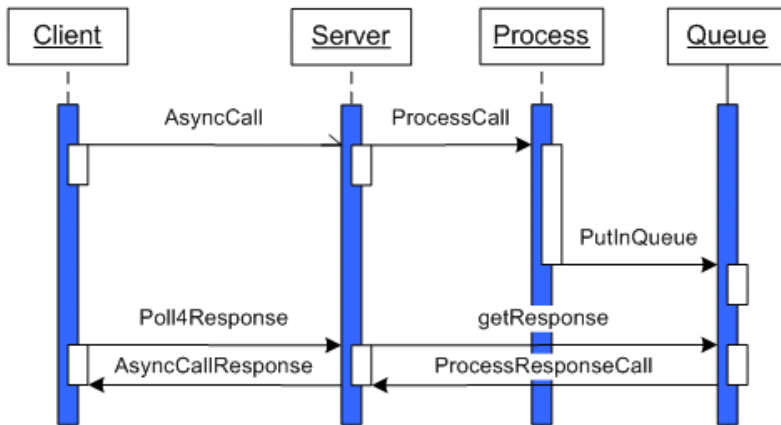 Client
Server
Process
Queue
AsyncCall
ProcessCall
PutInQueue
Poll4Response
getResponse
AsyncCallResponse
ProcessResponseCall